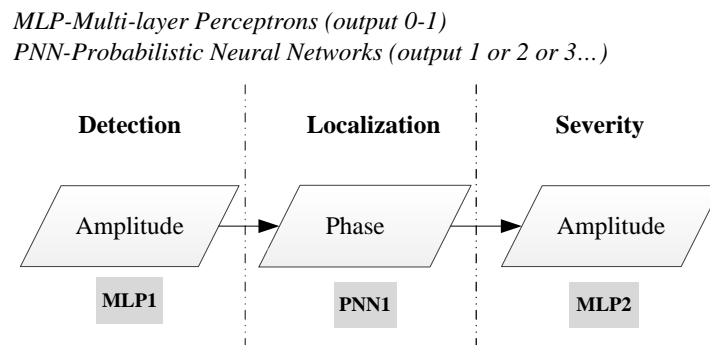 MLP-Multi-layer Perceptrons (output 0-1)
PNN-Probabilistic Neural Networks (output 1 or 2 or 3…)
Detection Localization Severity
Amplitude Phase Amplitude
MLP1 PNN1 MLP2